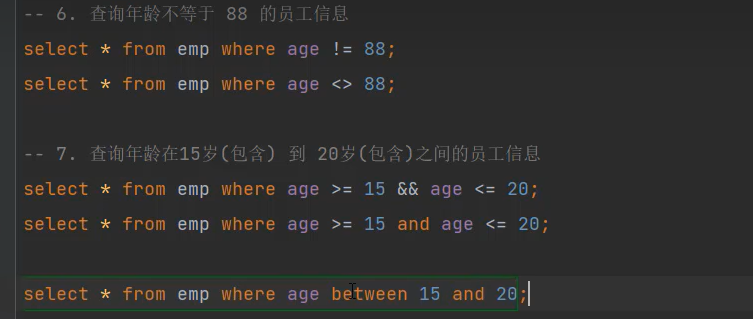 -- 6. 查询年龄不等于 88 的员工信息
select * from emp where age != 88;
select * from emp where age <> 88;
-- 7. 查询年龄在15岁(包含) 到 20岁(包含)之间的员工信息
select * from emp where age >= 15 && age <= 20;
select * from emp where age >= 15 and age <= 20;
select * from emp where age between 15 and 20;